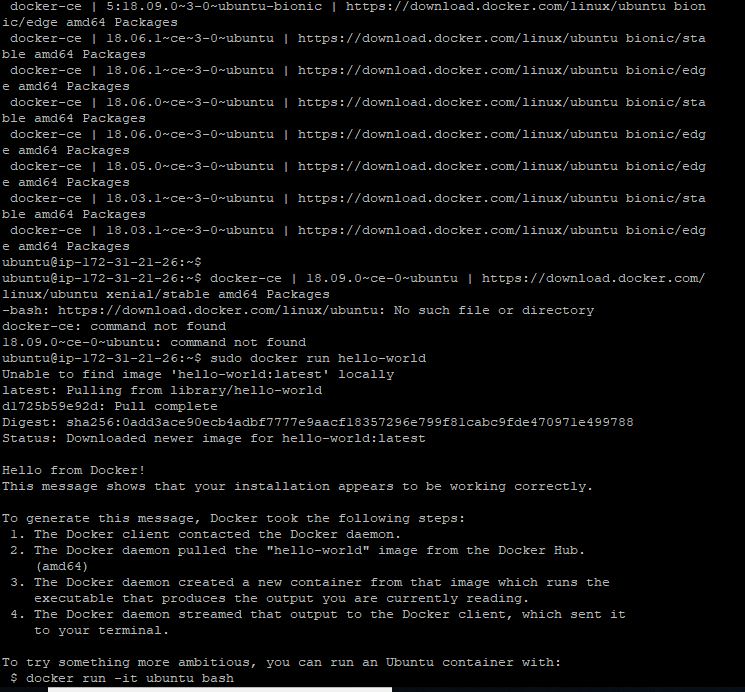 docker-ce | 5:18.09.0~3-0~ubuntu-bionic | https://download.docker.com/linux/ubuntu bion
ic/edge amd64 Packages
docker-ce | 18.06.1~ce~3-0~ubuntu | https://download.docker.com/linux/ubuntu bionic/sta
ble amd64 Packages
docker-ce | 18.06.1~ce~3-0~ubuntu | https://download.docker.com/linux/ubuntu bionic/edg
e amd64 Packages
docker-ce | 18.06.0~ce~3-0~ubuntu | https://download.docker.com/linux/ubuntu bionic/sta
ble amd64 Packages
docker-ce | 18.06.0~ce~3-0~ubuntu | https://download.docker.com/linux/ubuntu bionic/edg
e amd64 Packages
docker-ce | 18.05.0~ce~3-0~ubuntu | https://download.docker.com/linux/ubuntu bionic/edg
e amd64 Packages
docker-ce | 18.03.1~ce~3-0~ubuntu | https://download.docker.com/linux/ubuntu bionic/sta
ble amd64 Packages
docker-ce | 18.03.1~ce~3-0~ubuntu | https://download.docker.com/linux/ubuntu bionic/edg
e amd64 Packages
ubuntu@ip-172-31-21-26:~$
ubuntu@ip-172-31-21-26:~$ docker-ce | 18.09.0~ce-0~ubuntu | https://download.docker.com/
linux/ubuntu xenial/stable amd64 Packages
-bash: https://download.docker.com/linux/ubuntu: No such file or directory
docker-ce: command not found
18.09.0~ce-0~ubuntu: command not found
ubuntu@ip-172-31-21-26:~$ sudo docker run hello-world
Unable to find image 'hello-world:latest' locally
latest: Pulling from library/hello-world
d1725b59e92d: Pull complete
Digest: sha256:0add3ace90ecb4adbf7777e9aacf18357296e799f81cabc9fde470971e499788
Status: Downloaded newer image for hello-world:latest

Hello from Docker!
This message shows that your installation appears to be working correctly.

To generate this message, Docker took the following steps:
1. The Docker client contacted the Docker daemon.
2. The Docker daemon pulled the "hello-world" image from the Docker Hub.
(amd64)
3. The Docker daemon created a new container from that image which runs the
executable that produces the output you are currently reading.
4. The Docker daemon streamed that output to the Docker client, which sent it
to your terminal.

To try something more ambitious, you can run an Ubuntu container with:
$ docker run -it ubuntu bash